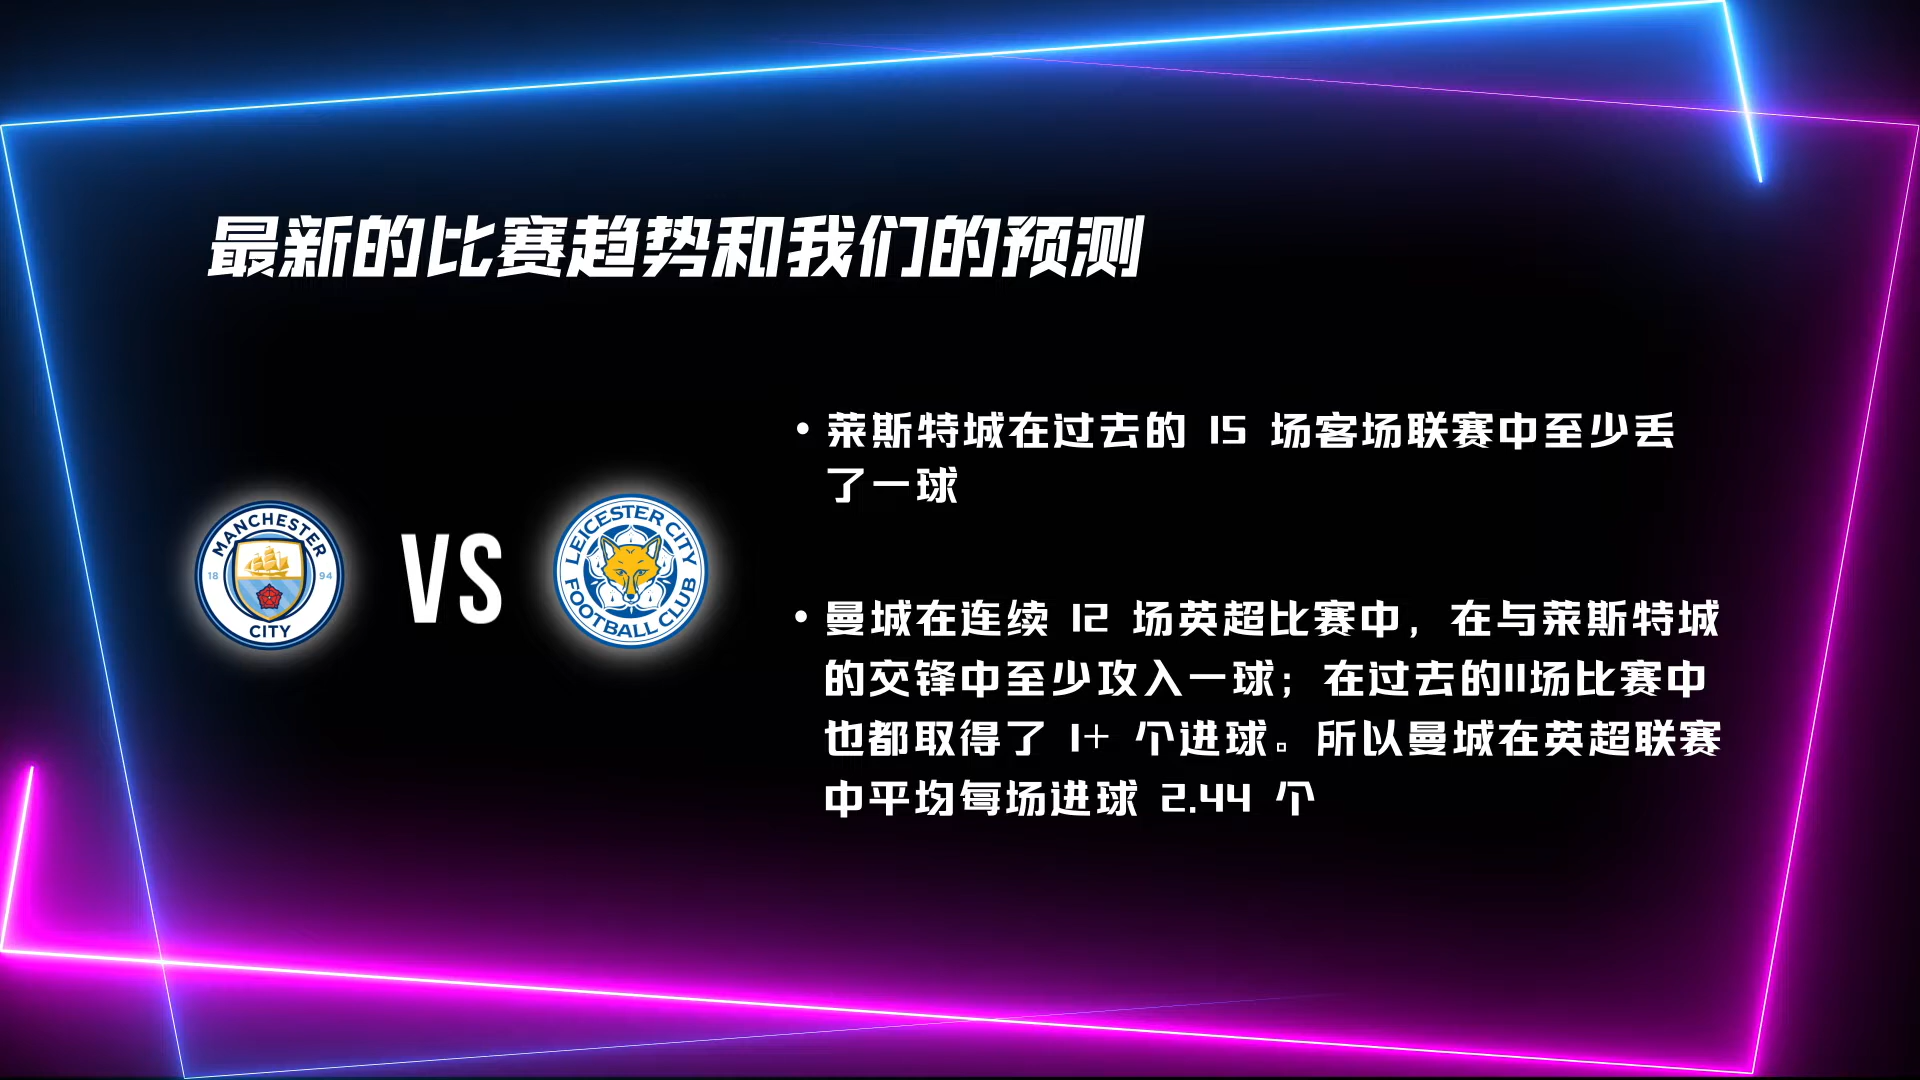 最新的比赛趋势和我们的预测
• 莱斯特城在过去的 15 场客场联赛中至少丢
了一球
MANCHESTER
18 94
CITY
VS
LEICESTER CITY
FOOTBALL CLUB
• 曼城在连续 12 场英超比赛中，在与莱斯特城
的交锋中至少攻入一球；在过去的11场比赛中
也都取得了 1+ 个进球。所以曼城在英超联赛
中平均每场进球 2.44 个